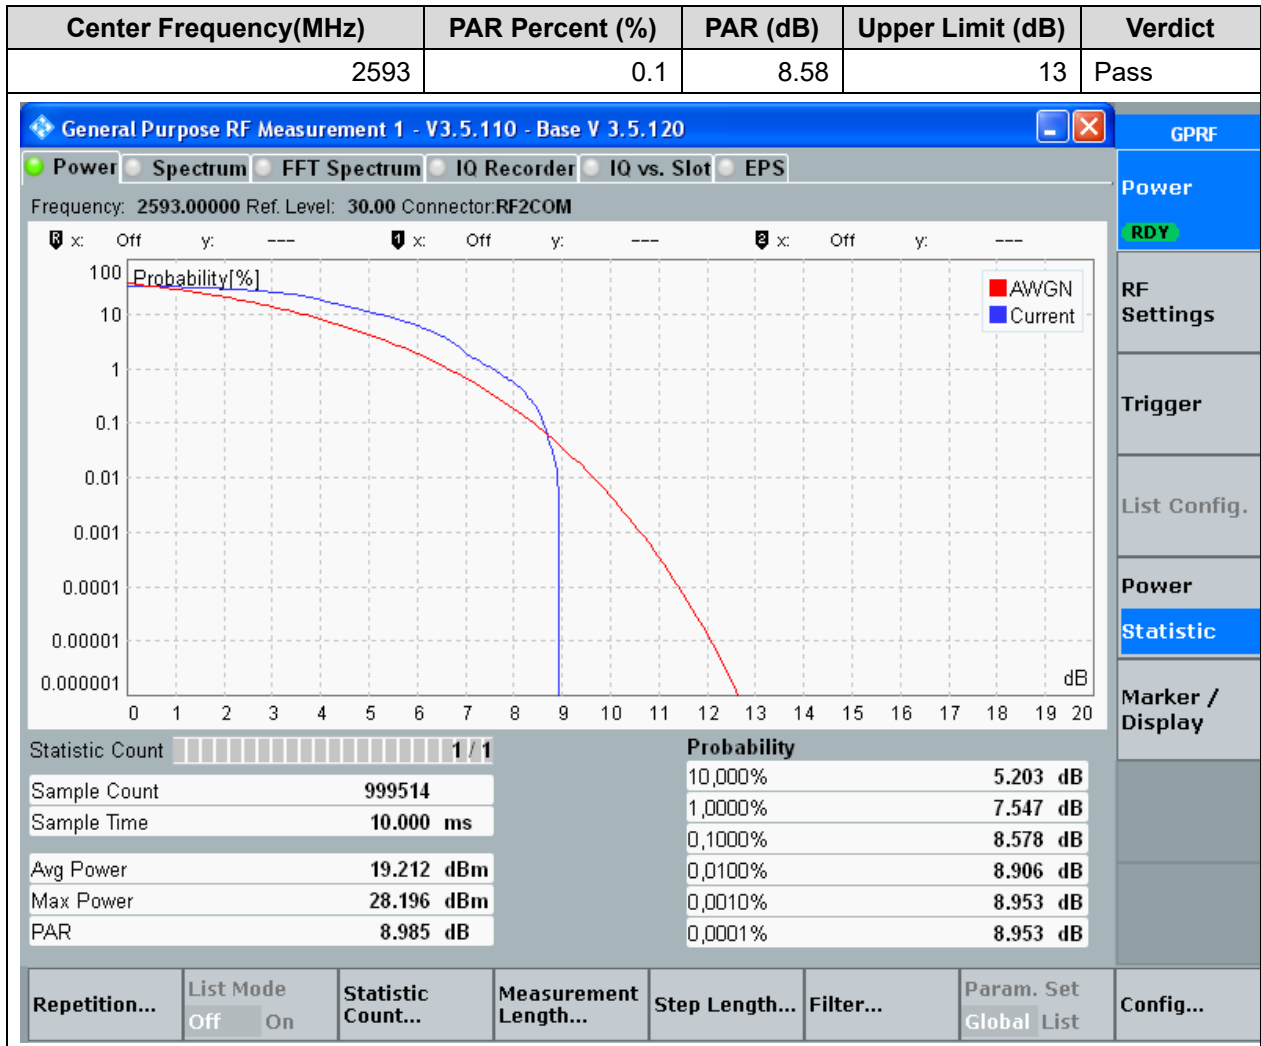 Center Frequency(MHz) PAR Percent (%) PAR (dB) Upper Limit (dB) Verdict
2593 0.1 8.58 13 Pass
General Purpose RF Measurement 1 - V3.5.110 - Base V 3.5.120
GPRF
Power Spectrum FFT Spectrum IQ Recorder IQ vs. Slot EPS
Power
RDY
Frequency: 2593.00000 Ref. Level: 30.00 Connector:RF2COM
R x: Off y: --- 1 x: Off y: --- 2 x: Off y: ---
Probability[%]
AWGN
Current
100
10
1
0.1
0.01
0.001
0.0001
0.00001
0.000001
dB
0 1 2 3 4 5 6 7 8 9 10 11 12 13 14 15 16 17 18 19 20
RF
Settings
Trigger
List Config.
Power
Statistic
Marker /
Display
Statistic Count 1 / 1
Sample Count 999514
Sample Time 10.000 ms
Avg Power 19.212 dBm
Max Power 28.196 dBm
PAR 8.985 dB
Probability
10,000% 5.203 dB
1,0000% 7.547 dB
0,1000% 8.578 dB
0,0100% 8.906 dB
0,0010% 8.953 dB
0,0001% 8.953 dB
Repetition...
List Mode
Off On
Statistic
Count...
Measurement
Length...
Step Length...
Filter...
Param. Set
Global List
Config...